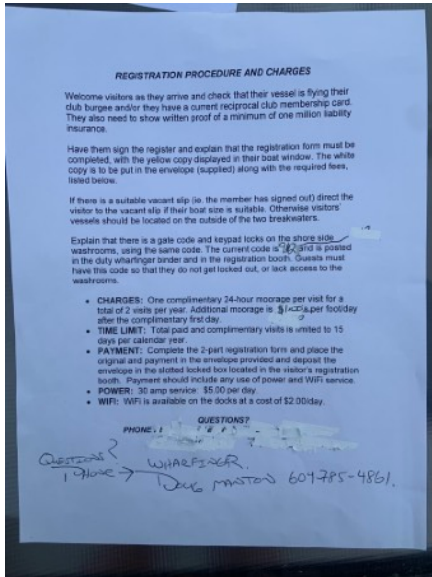 REGISTRATION PROCEDURE AND CHARGES
Welcome visitors as they arrive and check that their vessel is flying their
club burgee and/or they have a current reciprocal club membership card.
They also need to show written proof of a minimum of one million liability
insurance.
Have them sign the register and explain that the registration form must be
completed, with the yellow copy displayed in their boat window. The white
copy is to be put in the envelope (supplied) along with the required fees,
listed below.
If there is a suitable vacant slip (ie. the member has signed out) direct the
visitor to the vacant slip if their boat size is suitable. Otherwise visitors'
vessels should be located on the outside of the two breakwaters.
Explain that there is a gate code and keypad locks on the shore side
washrooms, using the same code. The current code is and is posted
in the duty wharfinger binder and in the registration booth. Guests must
have this code so that they do not get locked out, or lack access to the
washrooms.
• CHARGES: One complimentary 24-hour moorage per visit for a
total of 2 visits per year. Additional moorage is per foot/day
after the complimentary first day.
• TIME LIMIT: Total paid and complimentary visits is limited to 15
days per calendar year.
• PAYMENT: Complete the 2-part registration form and place the
original and payment in the envelope provided and deposit the
envelope in the slotted locked box located in the visitor's registration
booth. Payment should include any use of power and WiFi service.
• POWER: 30 amp service: $5.00 per day.
• WIFI: WiFi is available on the docks at a cost of $2.00/day.
QUESTIONS?
PHONE:
QUESTIONS?
PHONE → WHARFINGER
DOUG MANTON 604-785-4861.